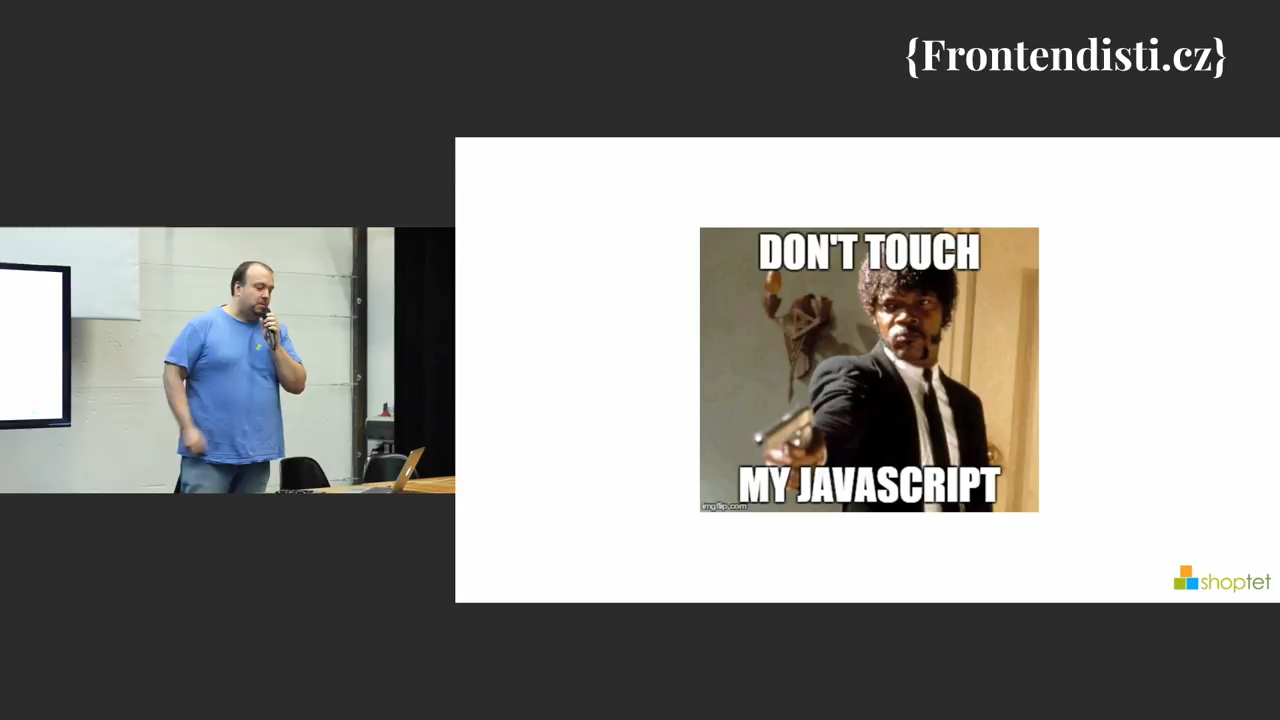 {Frontendisti.cz}
DON'T TOUCH
MY JAVASCRIPT
imgflip.com
shoptet